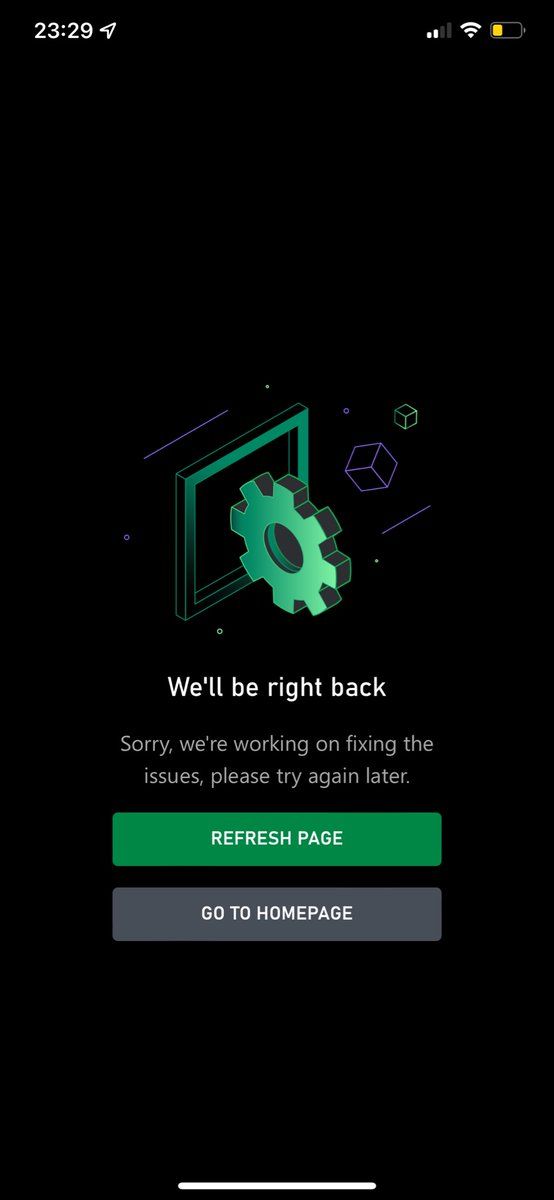 23:29
We'll be right back
Sorry, we're working on fixing the
issues, please try again later.
REFRESH PAGE
GO TO HOMEPAGE